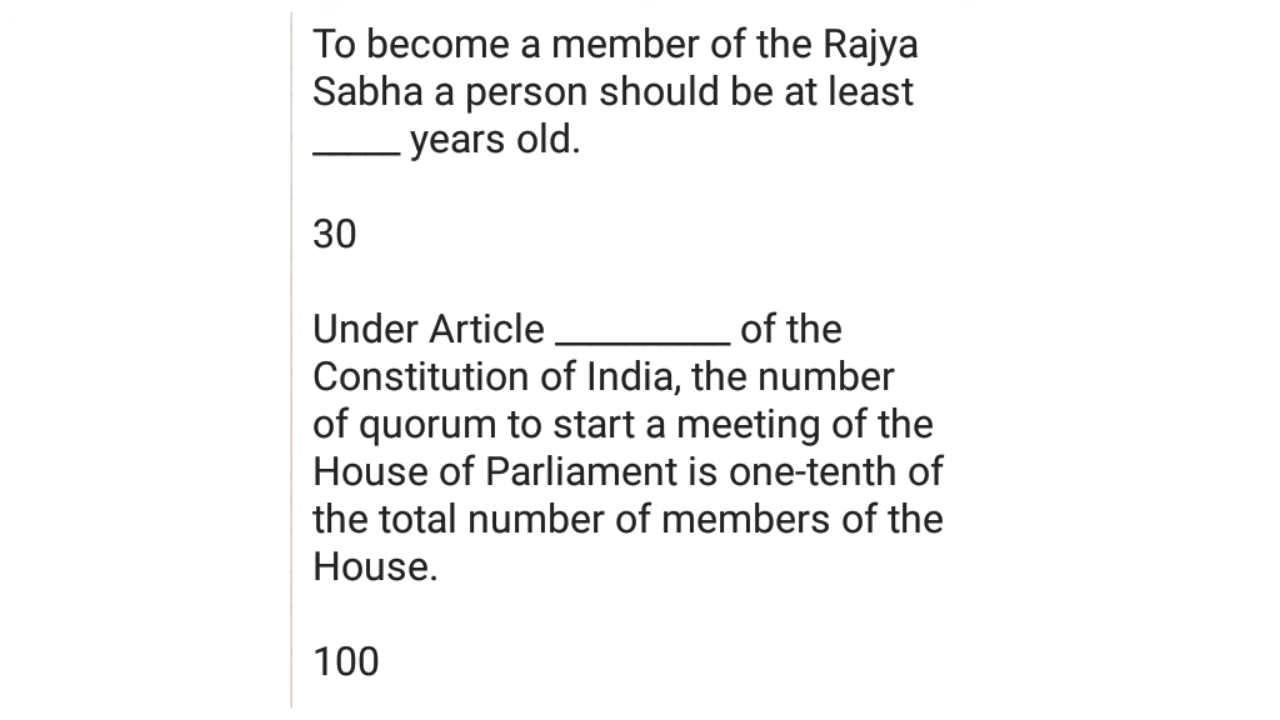 To become a member of the Rajya
Sabha a person should be at least
_____ years old.
30
Under Article __________ of the
Constitution of India, the number
of quorum to start a meeting of the
House of Parliament is one-tenth of
the total number of members of the
House.
100